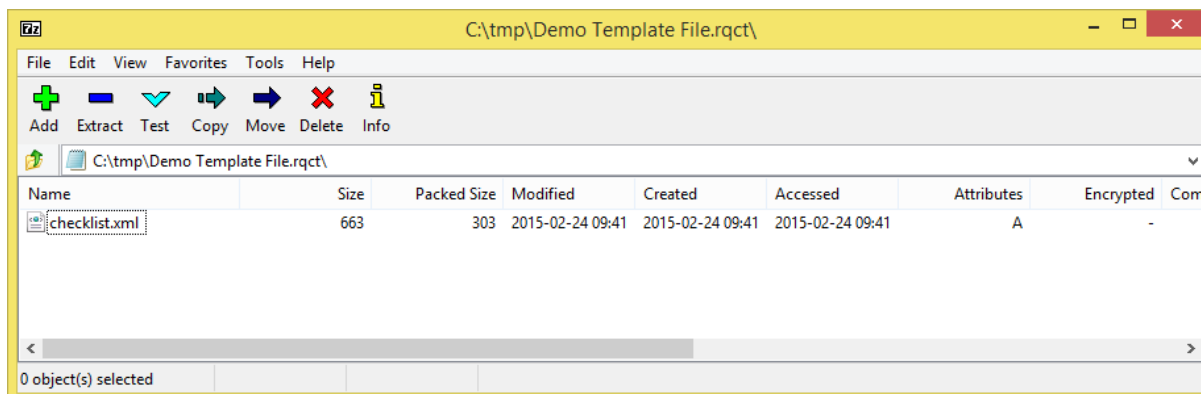 7z C:\tmp\Demo Template File.rqct\
File Edit View Favorites Tools Help
Add Extract Test Copy Move Delete Info
C:\tmp\Demo Template File.rqct\
Name Size Packed Size Modified Created Accessed Attributes Encrypted Com
checklist.xml 663 303 2015-02-24 09:41 2015-02-24 09:41 2015-02-24 09:41 A -
0 object(s) selected